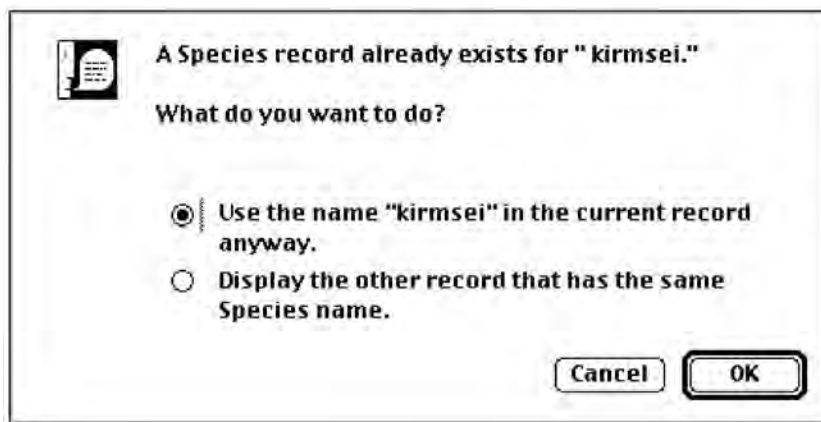 A Species record already exists for " kirmsei."
What do you want to do?
Use the name "kirmsei" in the current record
anyway.
Display the other record that has the same
Species name.
Cancel
OK